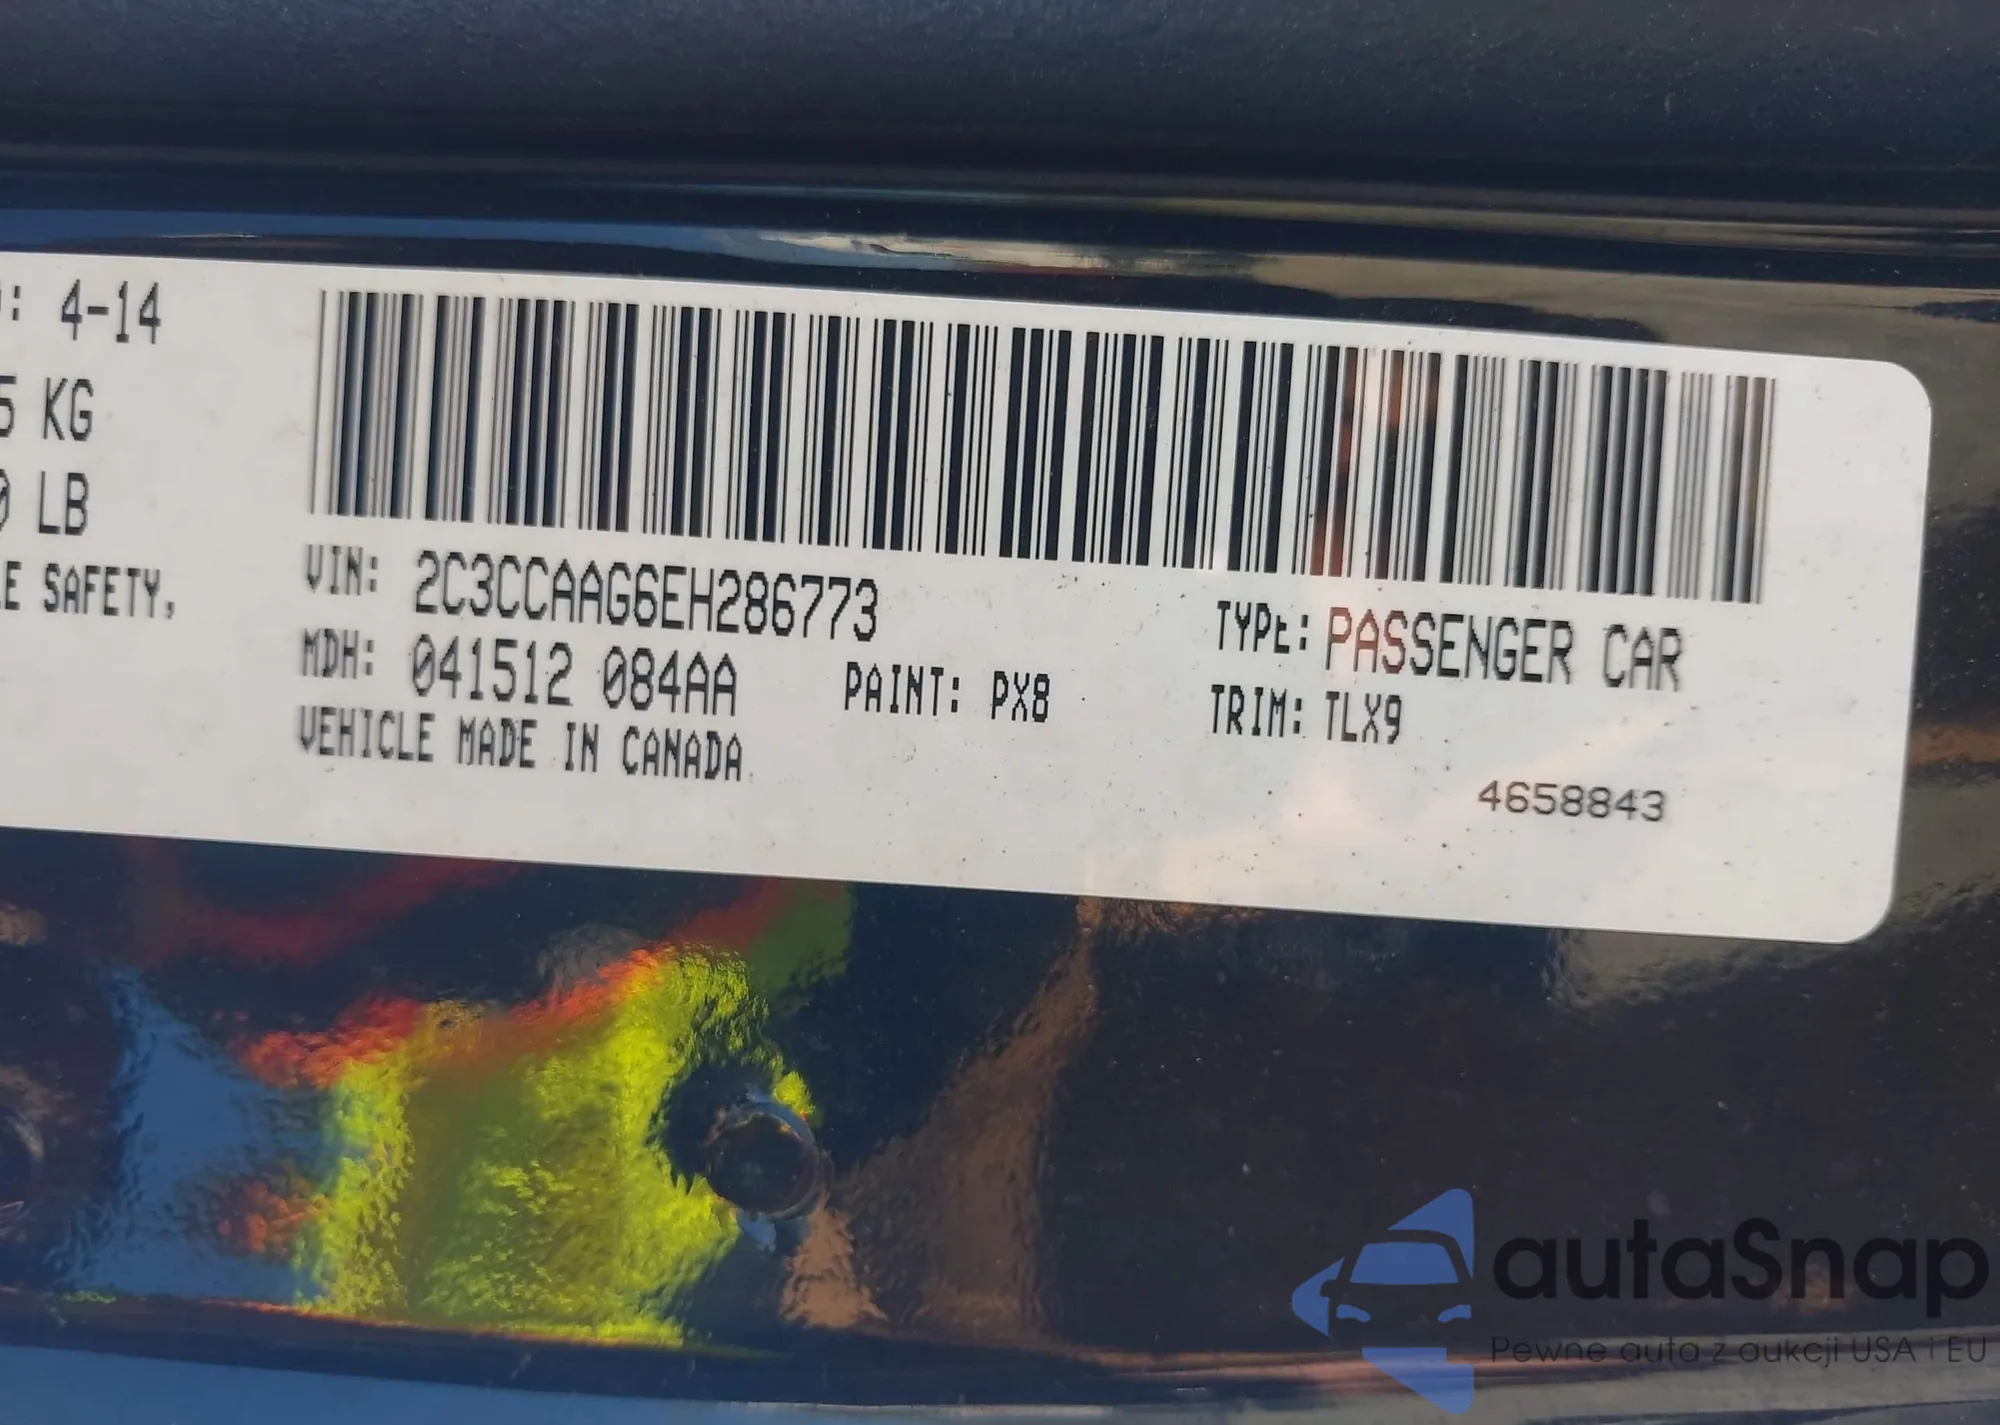 : 4-14
5 KG
0 LB
LE SAFETY,
VIN: 2C3CCAAG6EH286773
TYPE: PASSENGER CAR
MDH: 041512 084AA
PAINT: PX8
TRIM: TLX9
VEHICLE MADE IN CANADA
4658843
autaSnap
Pewne auta z aukcji USA i EU